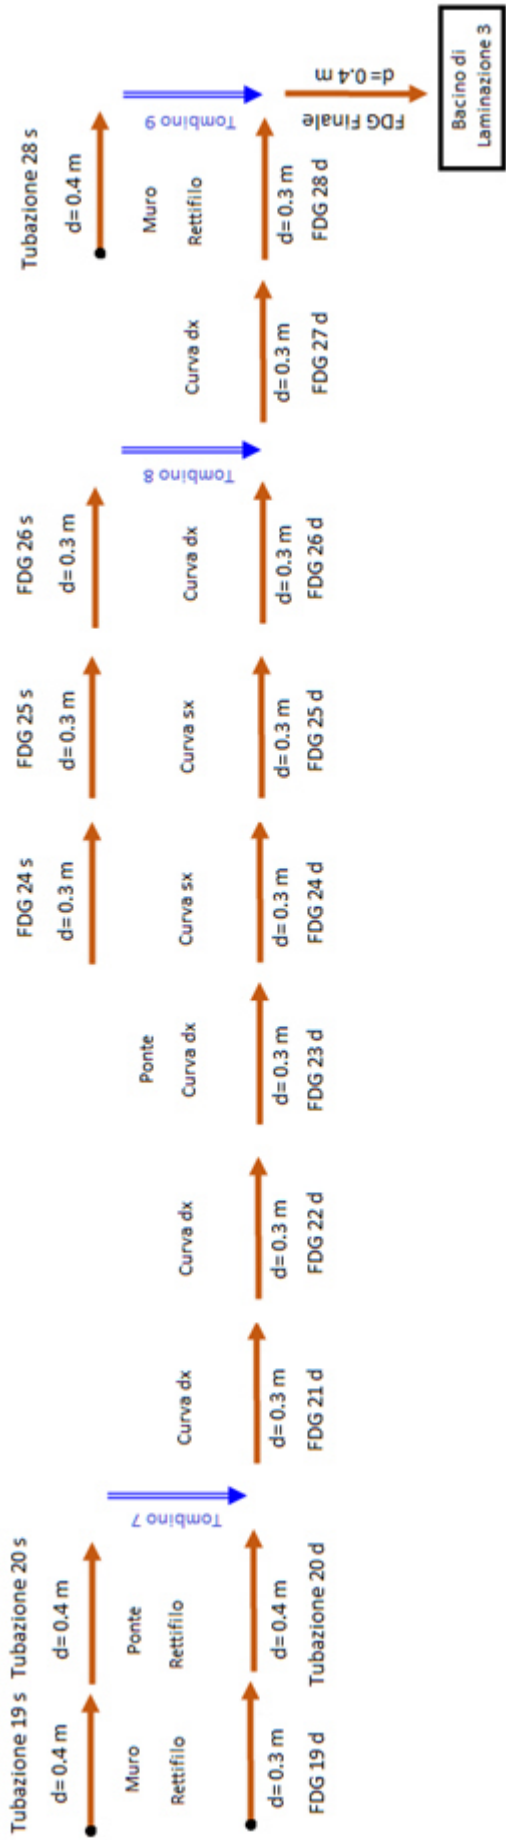 Tubazione 19 s
Tubazione 20 s
FDG 24 s
FDG 25 s
FDG 26 s
Tubazione 28 s
d= 0.4 m
d= 0.4 m
d= 0.3 m
d= 0.3 m
d= 0.3 m
d= 0.4 m
Muro
Rettifilo
Ponte
Rettifilo
Tombino 7
Curva dx
Curva dx
Ponte
Curva dx
Curva sx
Curva sx
Curva dx
Tombino 8
Curva dx
Muro
Rettifilo
Tombino 9
d= 0.3 m
d= 0.4 m
d= 0.3 m
d= 0.3 m
d= 0.3 m
d= 0.3 m
d= 0.3 m
d= 0.3 m
d= 0.3 m
d= 0.3 m
FDG 19 d
Tubazione 20 d
FDG 21 d
FDG 22 d
FDG 23 d
FDG 24 d
FDG 25 d
FDG 26 d
FDG 27 d
FDG 28 d
FDG Finale
d= 0.4 m
Bacino di
Laminazione 3